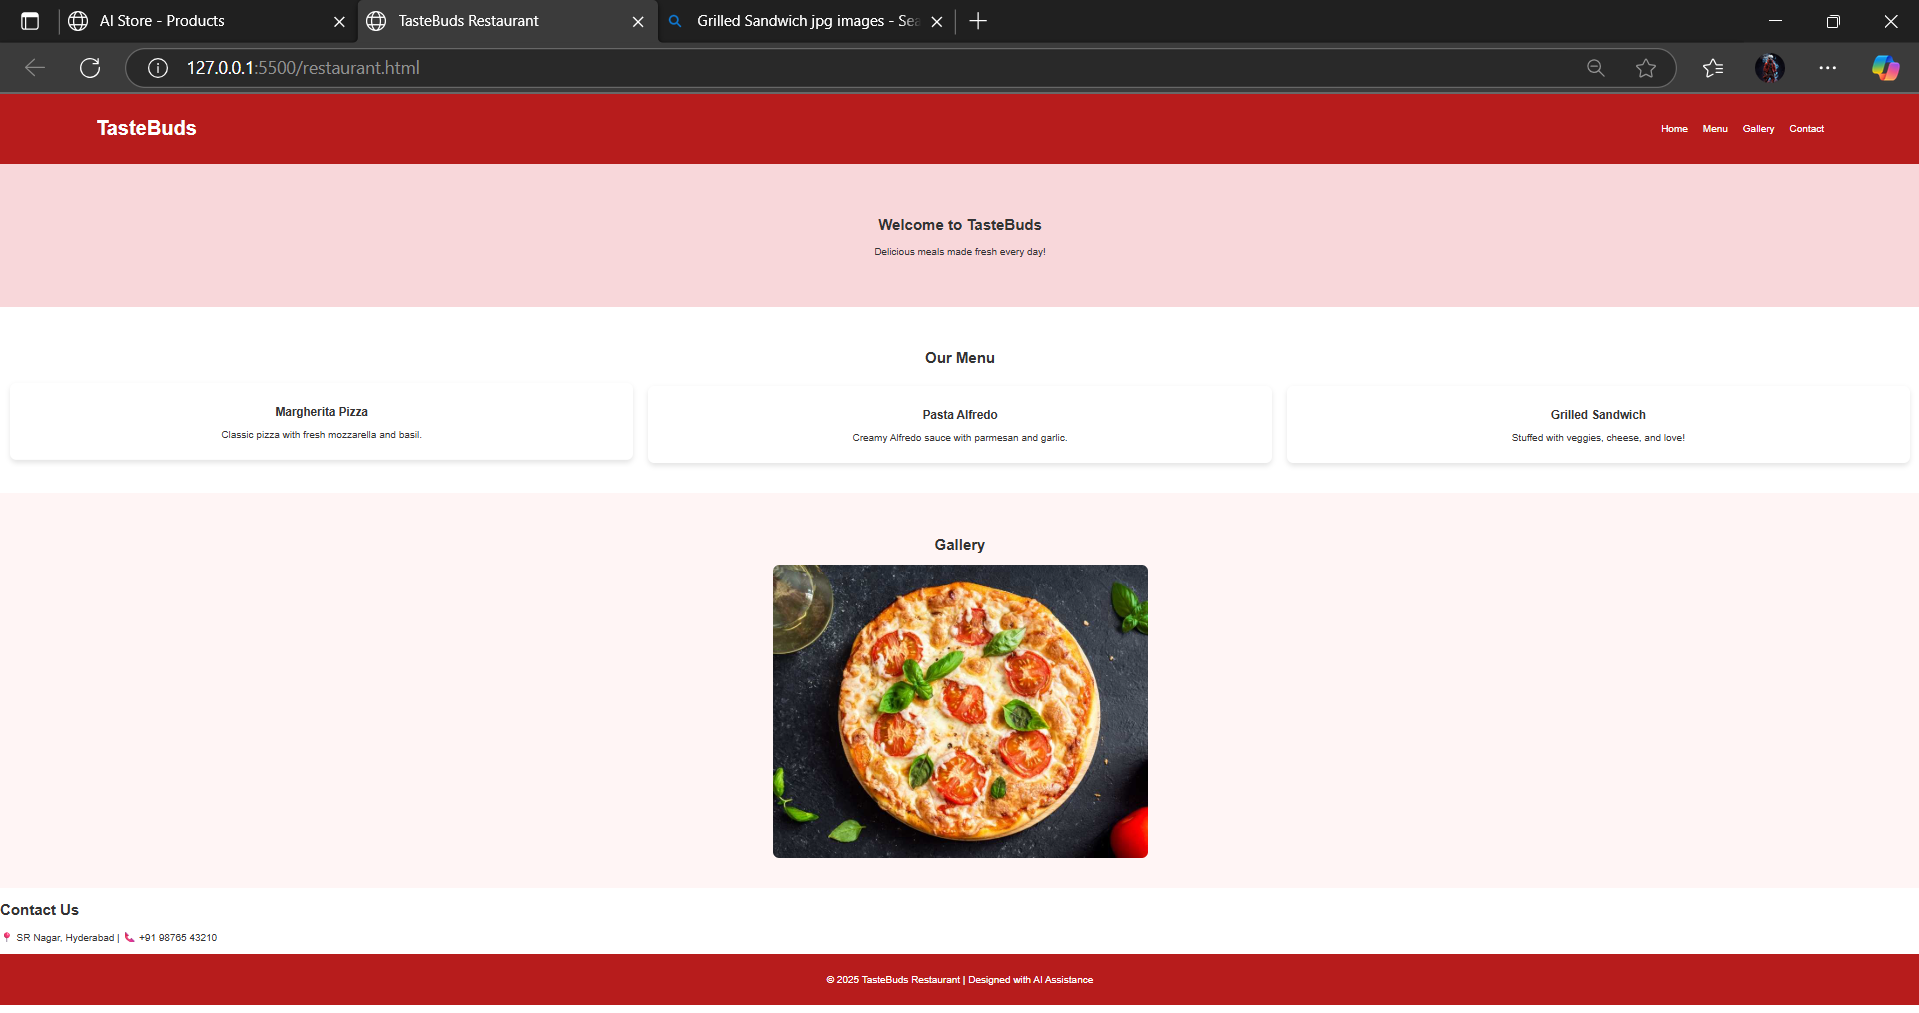 AI Store - Products
TasteBuds Restaurant
Grilled Sandwich jpg images - Sea
127.0.0.1:5500/restaurant.html
TasteBuds
Home Menu Gallery Contact
Welcome to TasteBuds
Delicious meals made fresh every day!
Our Menu
Margherita Pizza
Classic pizza with fresh mozzarella and basil.
Pasta Alfredo
Creamy Alfredo sauce with parmesan and garlic.
Grilled Sandwich
Stuffed with veggies, cheese, and love!
Gallery
Contact Us
📍 SR Nagar, Hyderabad | 📞 +91 98765 43210
© 2025 TasteBuds Restaurant | Designed with AI Assistance